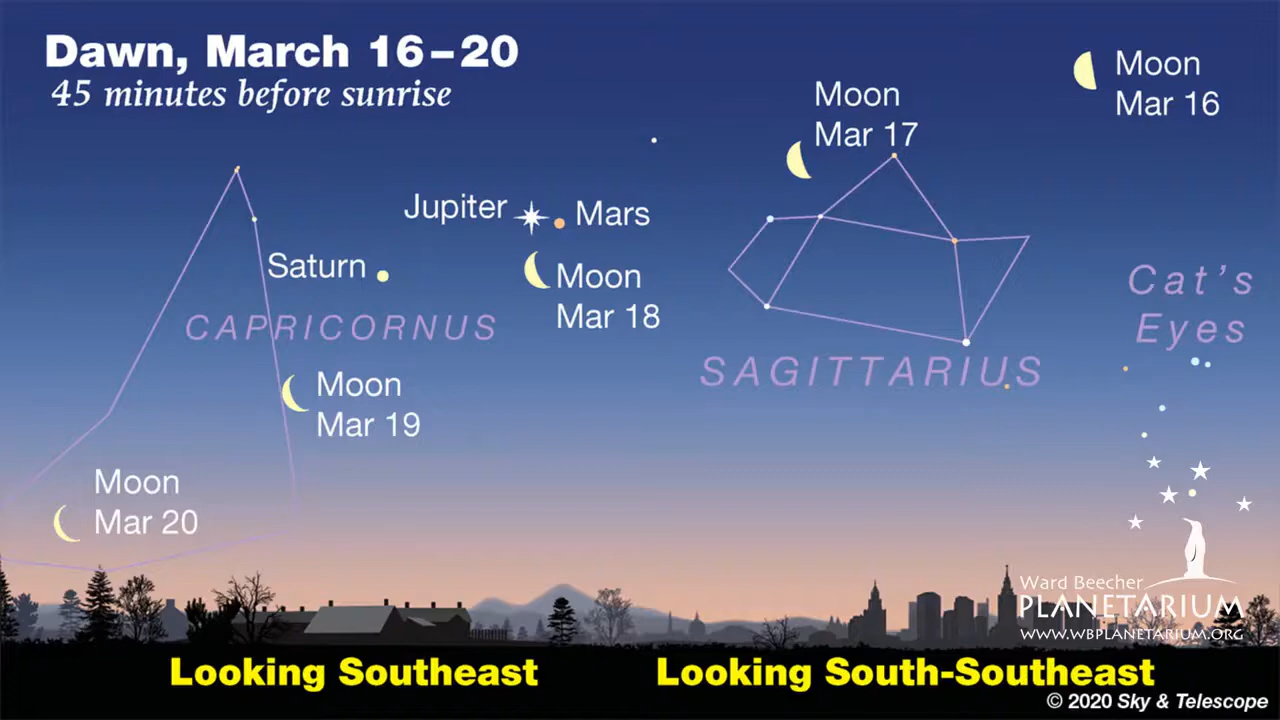 Dawn, March 16–20
45 minutes before sunrise
Moon
Mar 16
Moon
Mar 17
Jupiter
Mars
Saturn
Moon
Mar 18
CAPRICORNUS
Cat's
Eyes
SAGITTARIUS
Moon
Mar 19
Moon
Mar 20
Ward Beecher
PLANETARIUM
WWW.WBPLANETARIUM.ORG
Looking Southeast
Looking South-Southeast
© 2020 Sky & Telescope